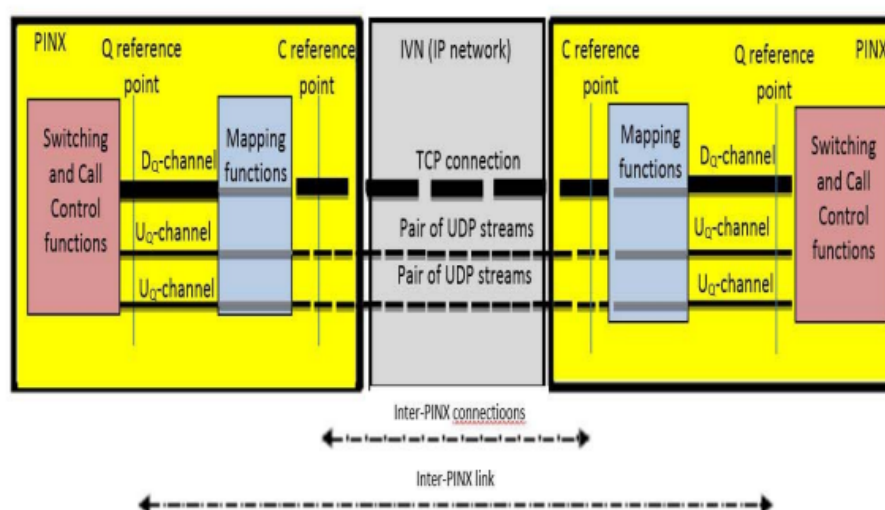 PINX
Q reference
point
C reference
point
IVN (IP network)
C reference
point
Q reference
point
PINX
Switching
and Call
Control
functions
Mapping
functions
DQ-channel
UQ-channel
UQ-channel
TCP connection
Pair of UDP streams
Pair of UDP streams
Mapping
functions
DQ-channel
UQ-channel
UQ-channel
Switching
and Call
Control
functions
Inter-PINX connectioons
Inter-PINX link